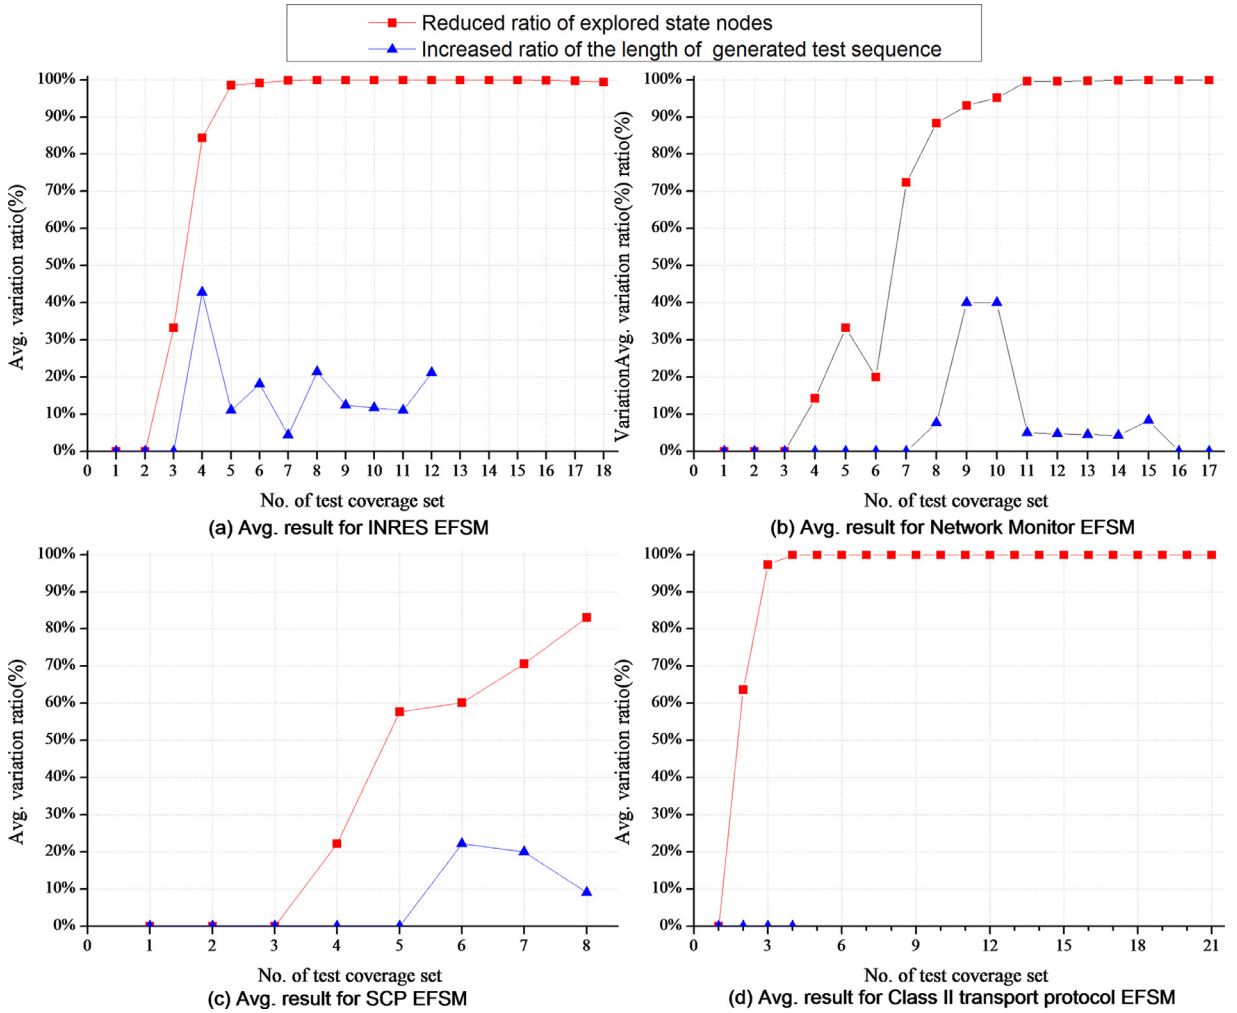 Reduced ratio of explored state nodes
Increased ratio of the length of generated test sequence
100%
90%
80%
70%
60%
50%
40%
30%
20%
10%
0%
Avg. variation ratio(%)
0 1 2 3 4 5 6 7 8 9 10 11 12 13 14 15 16 17 18
No. of test coverage set
(a) Avg. result for INRES EFSM
100%
90%
80%
70%
60%
50%
40%
30%
20%
10%
0%
VariationAvg. variation ratio(%) ratio(%)
0 1 2 3 4 5 6 7 8 9 10 11 12 13 14 15 16 17
No. of test coverage set
(b) Avg. result for Network Monitor EFSM
100%
90%
80%
70%
60%
50%
40%
30%
20%
10%
0%
Avg. variation ratio(%)
0 1 2 3 4 5 6 7 8
No. of test coverage set
(c) Avg. result for SCP EFSM
100%
90%
80%
70%
60%
50%
40%
30%
20%
10%
0%
Avg. variation ratio(%)
0 3 6 9 12 15 18 21
No. of test coverage set
(d) Avg. result for Class II transport protocol EFSM